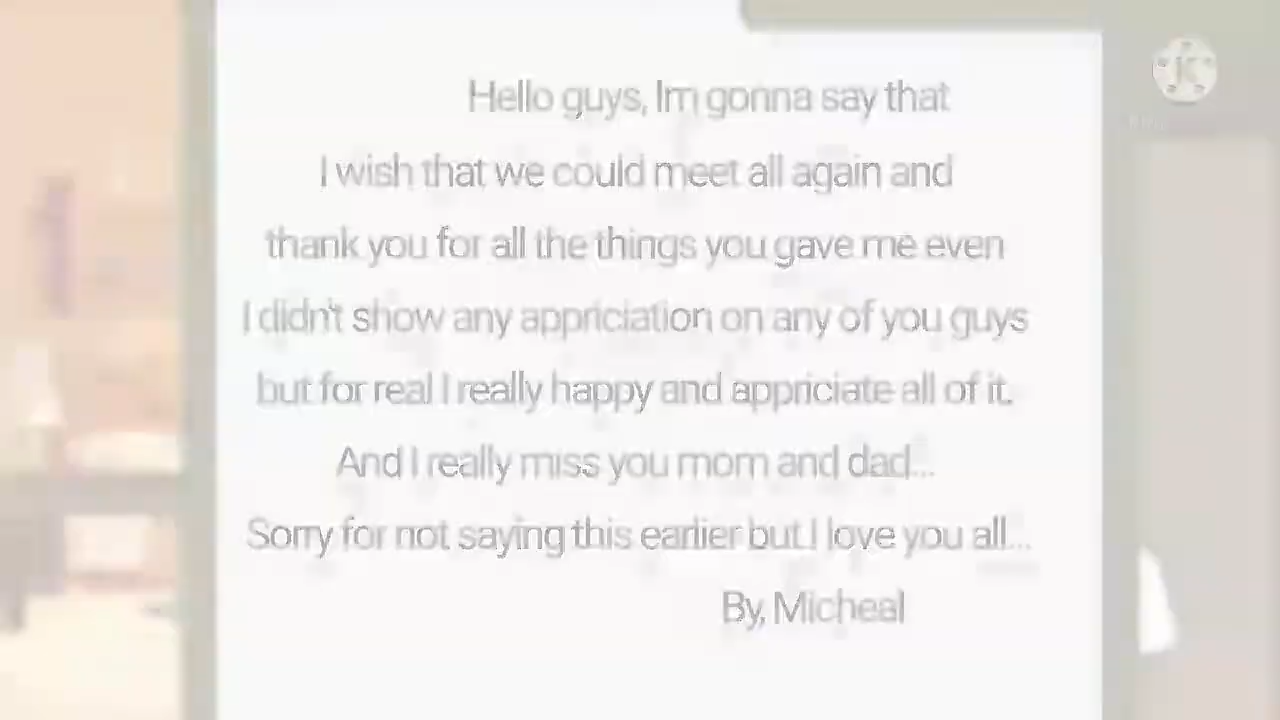 Hello guys, Im gonna say that
I wish that we could meet all again and
thank you for all the things you gave me even
I didn't show any appriciation on any of you guys
but for real I really happy and appriciate all of it.
And I really miss you mom and dad...
Sorry for not saying this earlier but I love you all...
By, Micheal